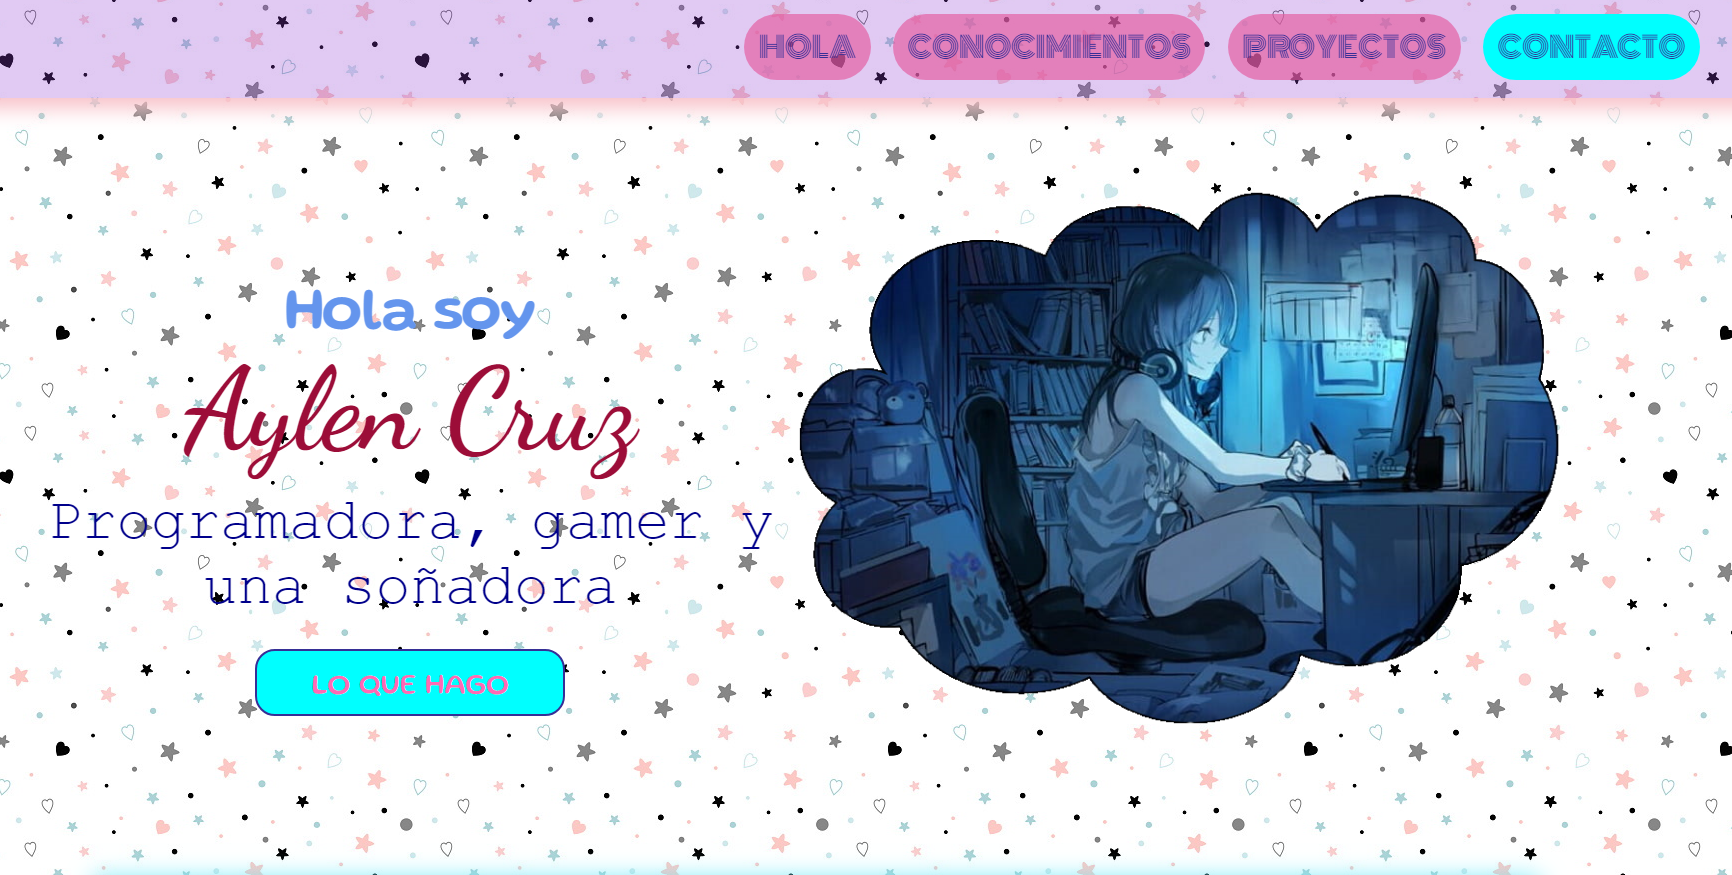 HOLA
CONOCIMIENTOS
PROYECTOS
CONTACTO
Hola soy
Aylen Cruz
Programadora, gamer y
una soñadora
LO QUE HAGO